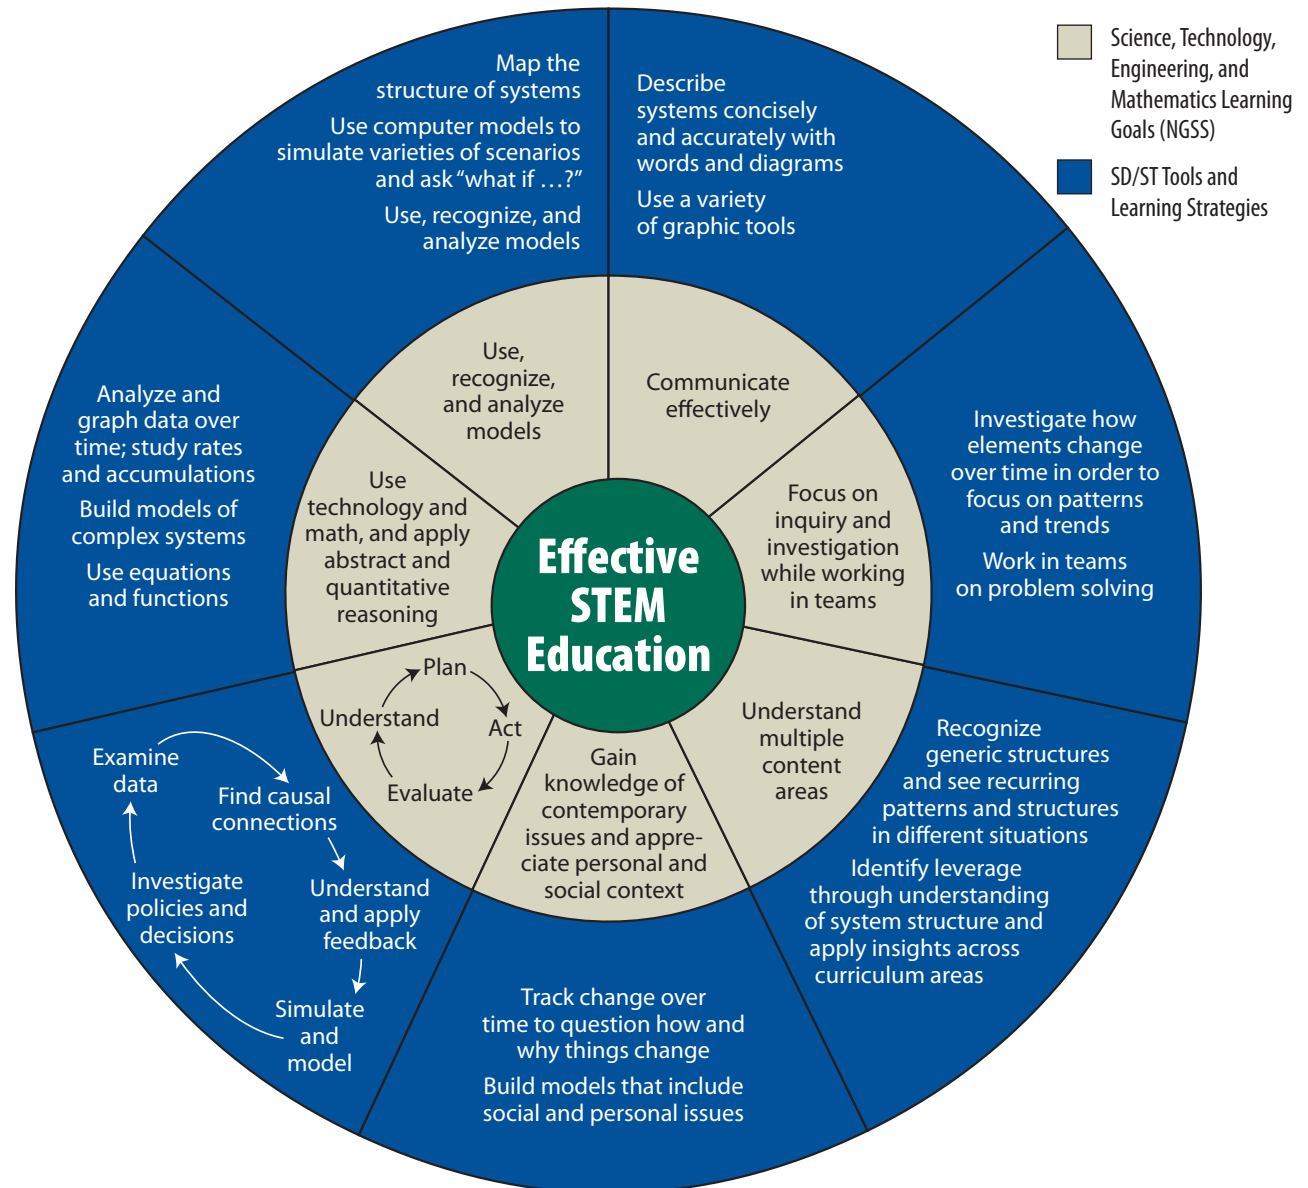 Science, Technology,
Engineering, and
Mathematics Learning
Goals (NGSS)
SD/ST Tools and
Learning Strategies
Map the
structure of systems
Use computer models to
simulate varieties of scenarios
and ask “what if …?”
Use, recognize, and
analyze models
Describe
systems concisely
and accurately with
words and diagrams
Use a variety
of graphic tools
Investigate how
elements change
over time in order to
focus on patterns
and trends
Work in teams
on problem solving
Recognize
generic structures
and see recurring
patterns and structures
in different situations
Identify leverage
through understanding
of system structure and
apply insights across
curriculum areas
Track change over
time to question how and
why things change
Build models that include
social and personal issues
Examine
data
Find causal
connections
Understand
and apply
feedback
Simulate
and
model
Investigate
policies and
decisions
Analyze and
graph data over
time; study rates
and accumulations
Build models of
complex systems
Use equations
and functions
Use,
recognize,
and analyze
models
Communicate
effectively
Focus on
inquiry and
investigation
while working
in teams
Understand
multiple
content
areas
Gain
knowledge of
contemporary
issues and appre-
ciate personal and
social context
Plan
Act
Evaluate
Understand
Use
technology and
math, and apply
abstract and
quantitative
reasoning
Effective
STEM
Education